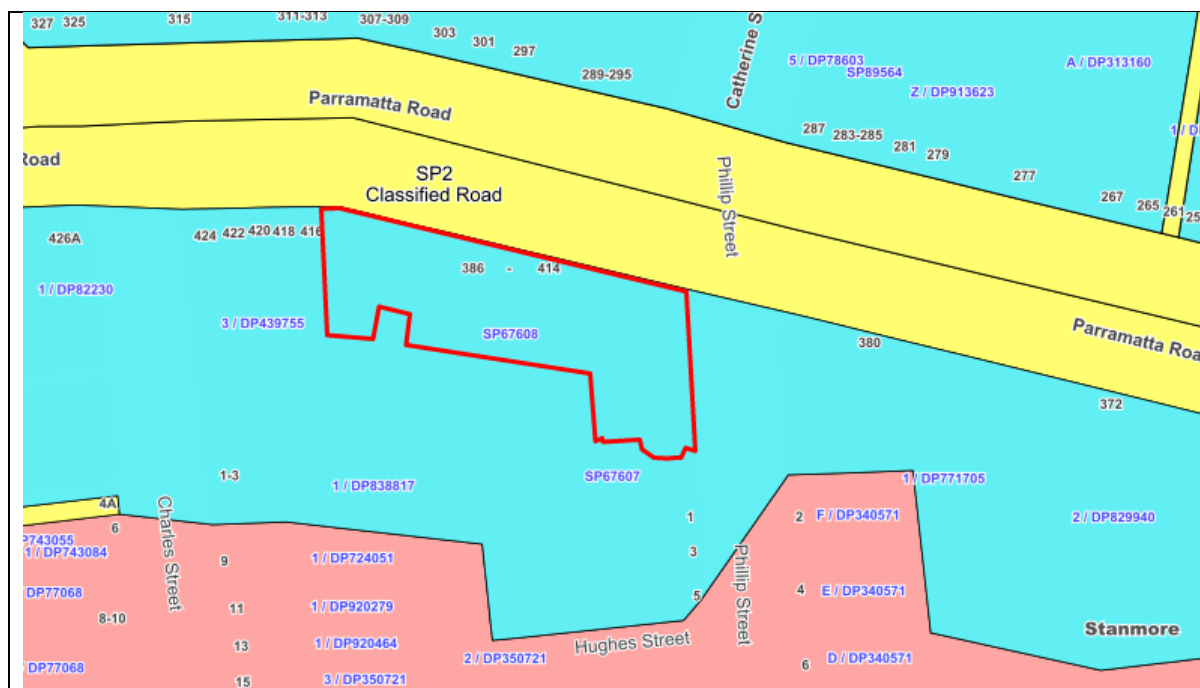 327
325
315
311-313
307-309
303
301
297
289-295
Catherine S
5 / DP78603
SP89564
Z / DP913623
A / DP313160
287
283-285
281
279
277
267
265
261
25
1 / D
Parramatta Road
Road
SP2
Classified Road
Phillip Street
426A
424
422
420
418
416
386 - 414
1 / DP82230
3 / DP439755
SP67608
380
Parramatta Roa
372
1-3
1 / DP838817
SP67607
1 / DP771705
2 / DP829940
4A
6
Charles Street
P743055
1 / DP743084
9
1 / DP724051
1
3
5
Phillip Street
2
F / DP340571
4
E / DP340571
/ DP77068
8-10
11
1 / DP920279
13
1 / DP920464
Hughes Street
2 / DP350721
Stanmore
6
D / DP340571
/ DP77068
15
3 / DP350721